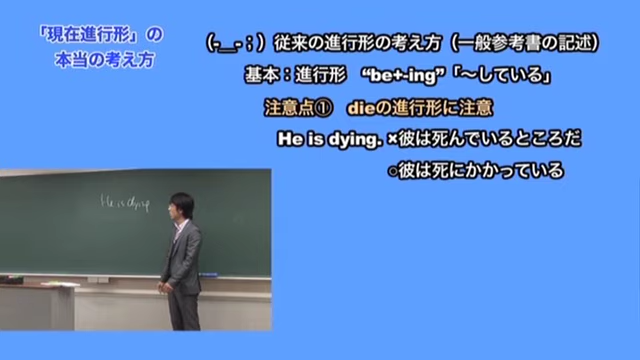 「現在進行形」の
本当の考え方
(-＿-；）従来の進行形の考え方（一般参考書の記述）
基本：進行形　“be+-ing”「～している」
注意点①　dieの進行形に注意
He is dying. ×彼は死んでいるところだ
○彼は死にかかっている
He is dying